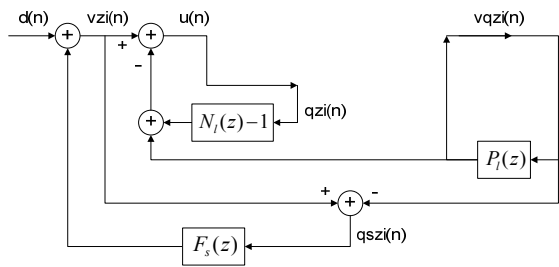 d(n) vzi(n) u(n) vqzi(n)
+ + + -
qzi(n)
+ N_l(z)-1
P_l(z)
+ + -
qszi(n)
F_s(z)